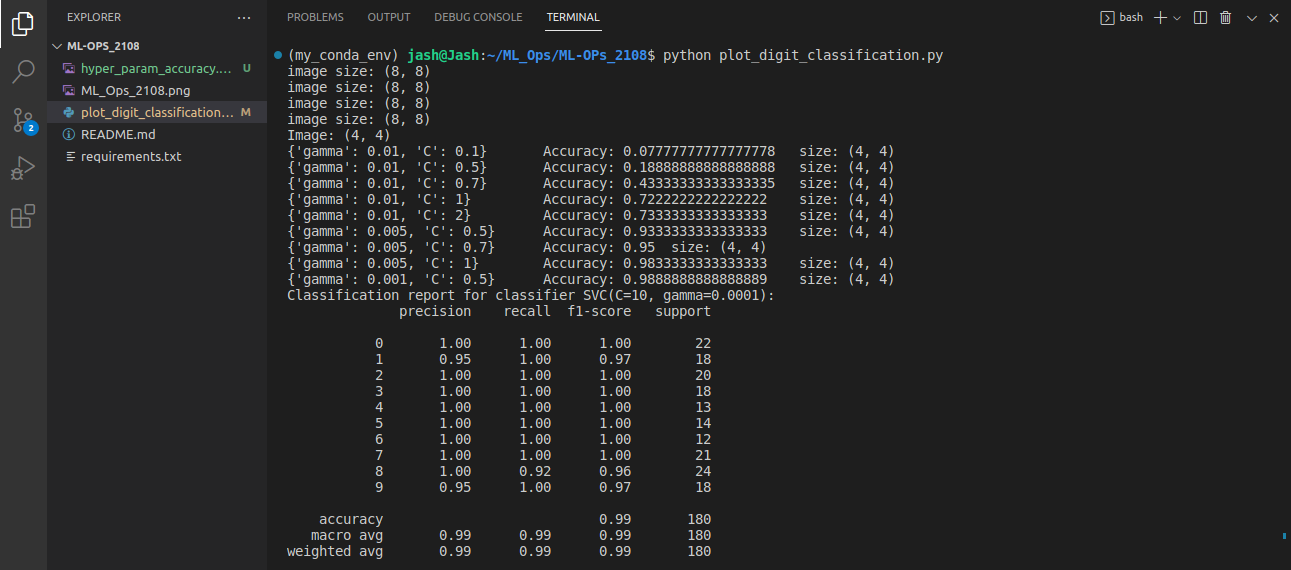 EXPLORER ...
ML-OPS_2108
hyper_param_accuracy.... U
ML_Ops_2108.png
plot_digit_classification... M
README.md
requirements.txt
2
PROBLEMS OUTPUT DEBUG CONSOLE TERMINAL
bash
(my_conda_env) jash@Jash:~/ML_Ops/ML-OPs_2108$ python plot_digit_classification.py
image size: (8, 8)
image size: (8, 8)
image size: (8, 8)
image size: (8, 8)
Image: (4, 4)
{'gamma': 0.01, 'C': 0.1} Accuracy: 0.07777777777777778 size: (4, 4)
{'gamma': 0.01, 'C': 0.5} Accuracy: 0.18888888888888888 size: (4, 4)
{'gamma': 0.01, 'C': 0.7} Accuracy: 0.43333333333333335 size: (4, 4)
{'gamma': 0.01, 'C': 1} Accuracy: 0.7222222222222222 size: (4, 4)
{'gamma': 0.01, 'C': 2} Accuracy: 0.7333333333333333 size: (4, 4)
{'gamma': 0.005, 'C': 0.5} Accuracy: 0.9333333333333333 size: (4, 4)
{'gamma': 0.005, 'C': 0.7} Accuracy: 0.95 size: (4, 4)
{'gamma': 0.005, 'C': 1} Accuracy: 0.9833333333333333 size: (4, 4)
{'gamma': 0.001, 'C': 0.5} Accuracy: 0.9888888888888889 size: (4, 4)
Classification report for classifier SVC(C=10, gamma=0.0001):
precision recall f1-score support
0 1.00 1.00 1.00 22
1 0.95 1.00 0.97 18
2 1.00 1.00 1.00 20
3 1.00 1.00 1.00 18
4 1.00 1.00 1.00 13
5 1.00 1.00 1.00 14
6 1.00 1.00 1.00 12
7 1.00 1.00 1.00 21
8 1.00 0.92 0.96 24
9 0.95 1.00 0.97 18
accuracy 0.99 180
macro avg 0.99 0.99 0.99 180
weighted avg 0.99 0.99 0.99 180